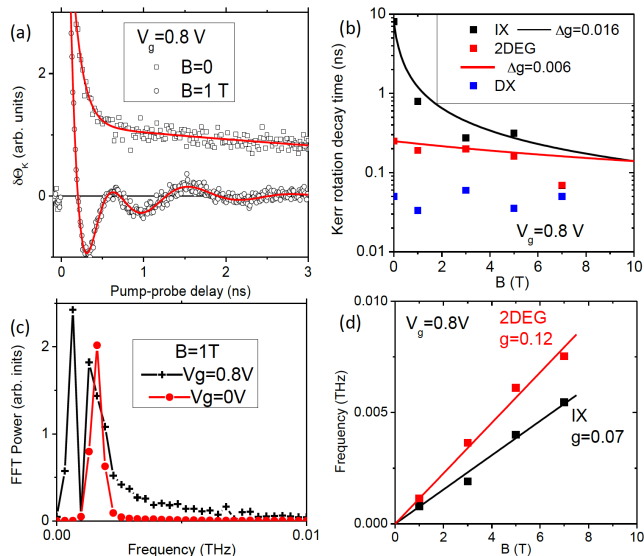 (a)
V_g=0.8 V
B=0
B=1 T
δΘ_K (arb. units)
2
0
0
1
2
3
Pump-probe delay (ns)
(b)
IX
Δg=0.016
2DEG
Δg=0.006
DX
Kerr rotation decay time (ns)
10
1
0.1
0.01
V_g=0.8 V
0
2
4
6
8
10
B (T)
(c)
B=1T
Vg=0.8V
Vg=0V
FFT Power (arb. inits)
2
1
0
0.00
0.01
Frequency (THz)
(d)
V_g=0.8V
2DEG
g=0.12
IX
g=0.07
Frequency (THz)
0.010
0.005
0.000
0
2
4
6
8
10
B (T)